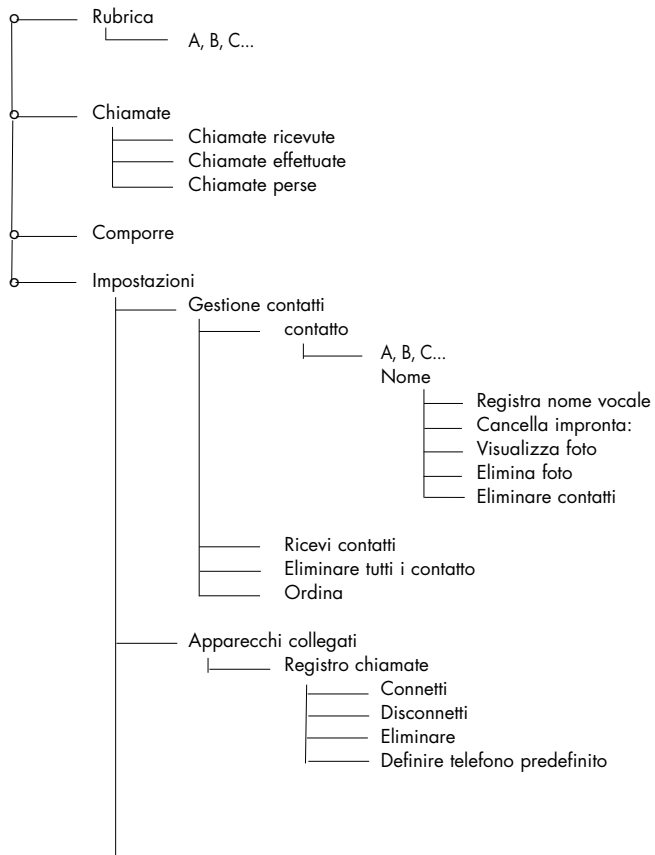 Rubrica
A, B, C...
Chiamate
Chiamate ricevute
Chiamate effettuate
Chiamate perse
Comporre
Impostazioni
Gestione contatti
contatto
A, B, C...
Nome
Registra nome vocale
Cancella impronta:
Visualizza foto
Elimina foto
Eliminare contatti
Ricevi contatti
Eliminare tutti i contatto
Ordina
Apparecchi collegati
Registro chiamate
Connetti
Disconnetti
Eliminare
Definire telefono predefinito